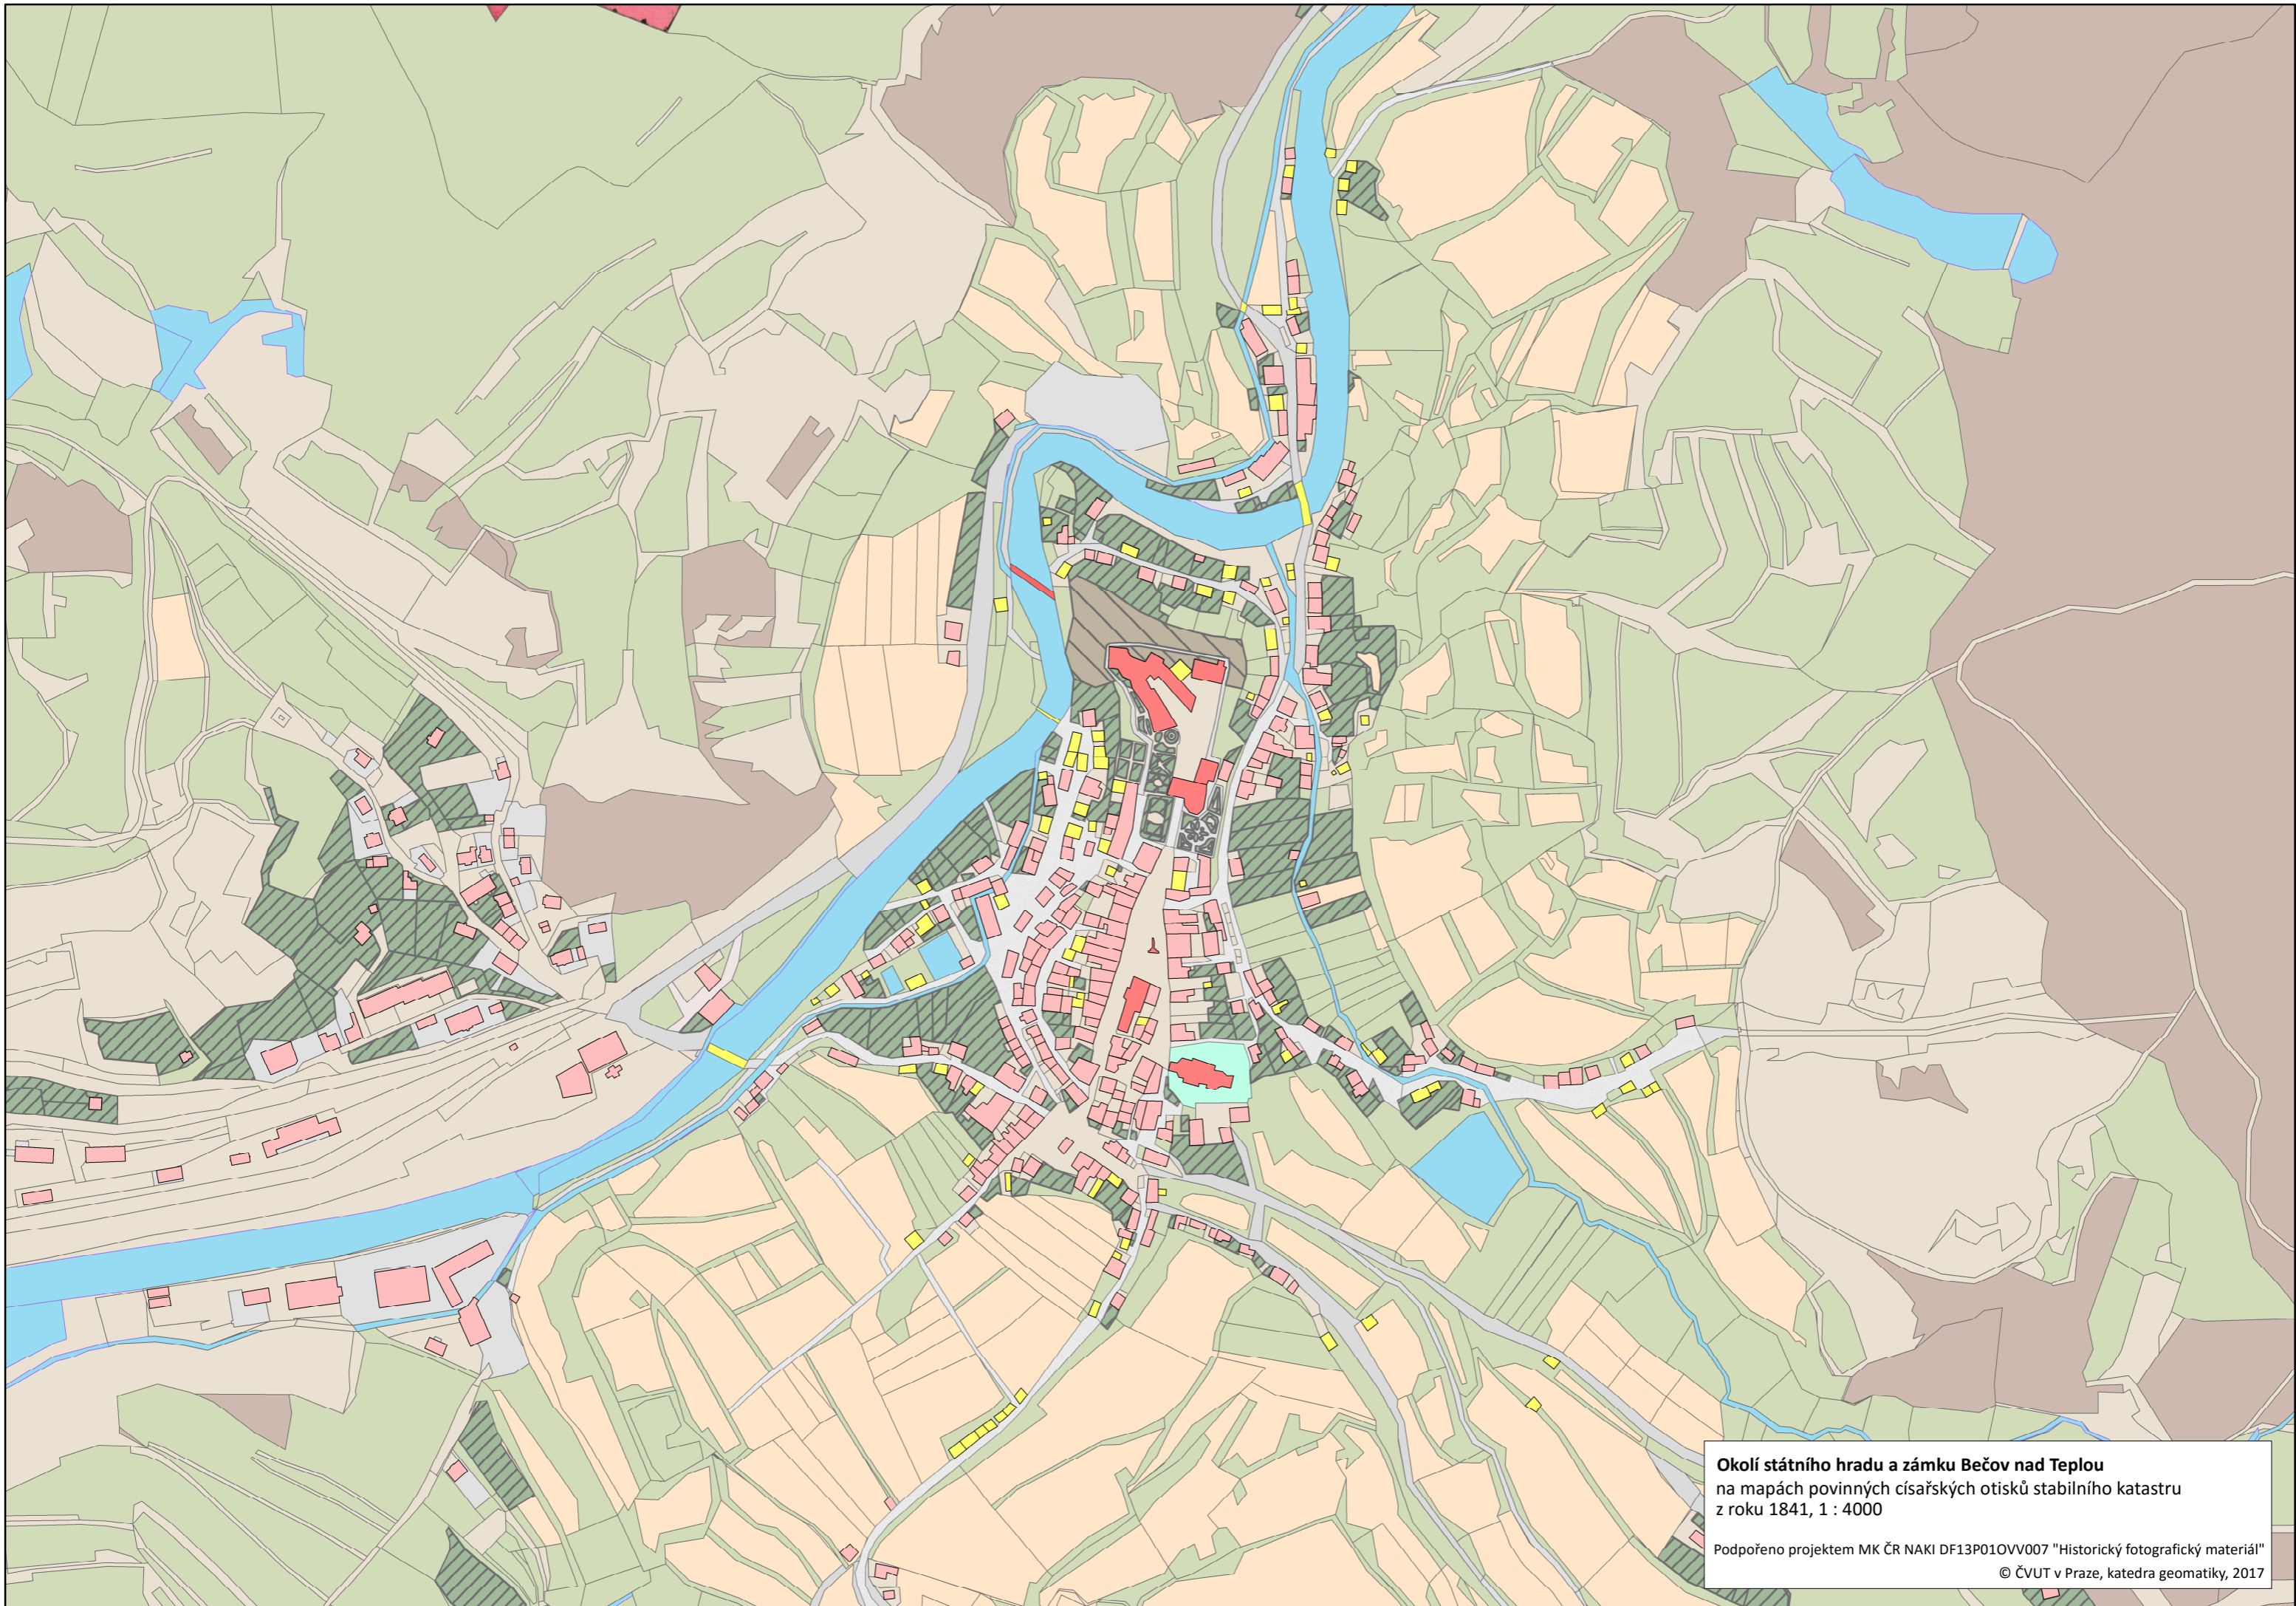 Okolí státního hradu a zámku Bečov nad Teplou
na mapách povinných císařských otisků stabilního katastru
z roku 1841, 1 : 4000
Podpořeno projektem MK ČR NAKI DF13P01OVV007 "Historický fotografický materiál"
© ČVUT v Praze, katedra geomatiky, 2017